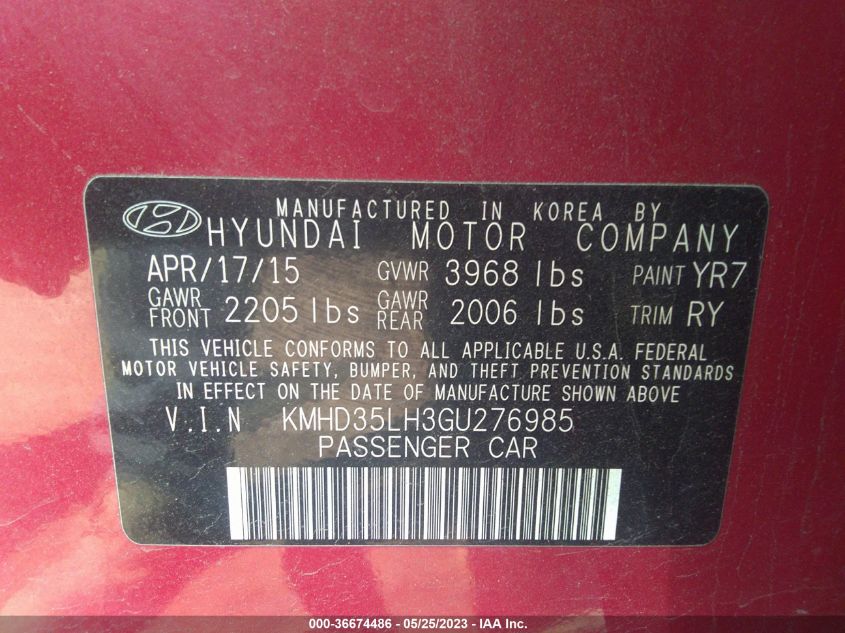 MANUFACTURED IN KOREA BY
HYUNDAI MOTOR COMPANY
APR/17/15 GVWR 3968 lbs PAINT YR7
GAWR FRONT 2205 lbs GAWR REAR 2006 lbs TRIM RY
THIS VEHICLE CONFORMS TO ALL APPLICABLE U.S.A. FEDERAL
MOTOR VEHICLE SAFETY, BUMPER, AND THEFT PREVENTION STANDARDS
IN EFFECT ON THE DATE OF MANUFACTURE SHOWN ABOVE
V.I.N KMHD35LH3GU276985
PASSENGER CAR
000-36674486 - 05/25/2023 - IAA Inc.